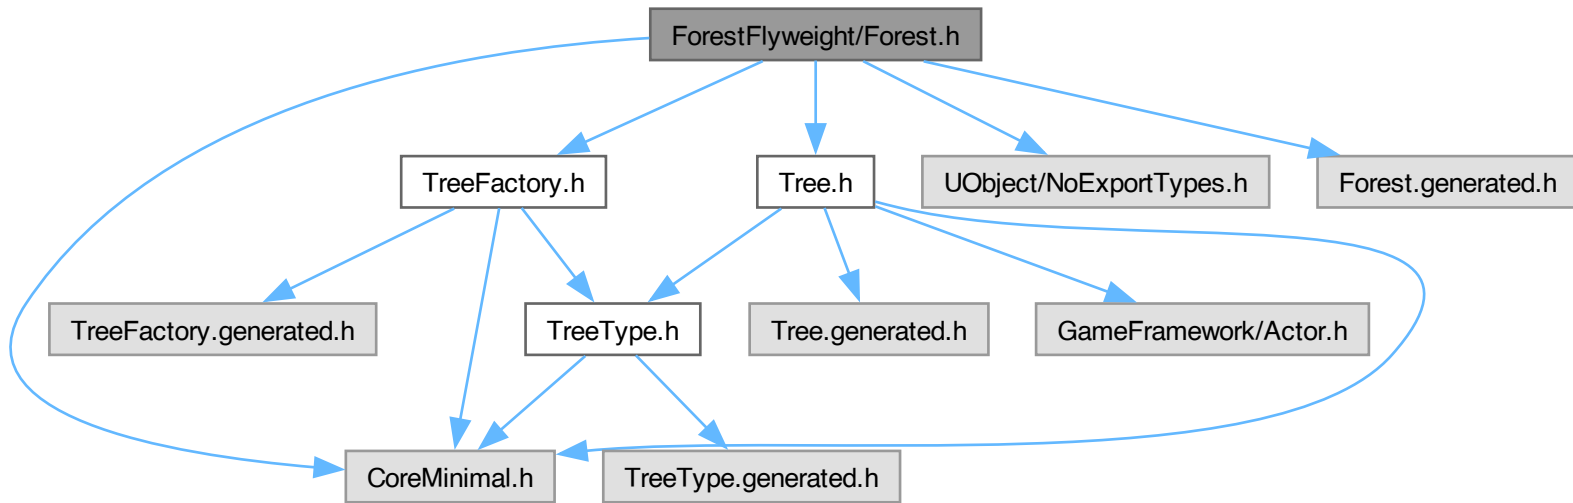 ForestFlyweight/Forest.h
TreeFactory.h
Tree.h
UObject/NoExportTypes.h
Forest.generated.h
TreeFactory.generated.h
TreeType.h
Tree.generated.h
GameFramework/Actor.h
CoreMinimal.h
TreeType.generated.h